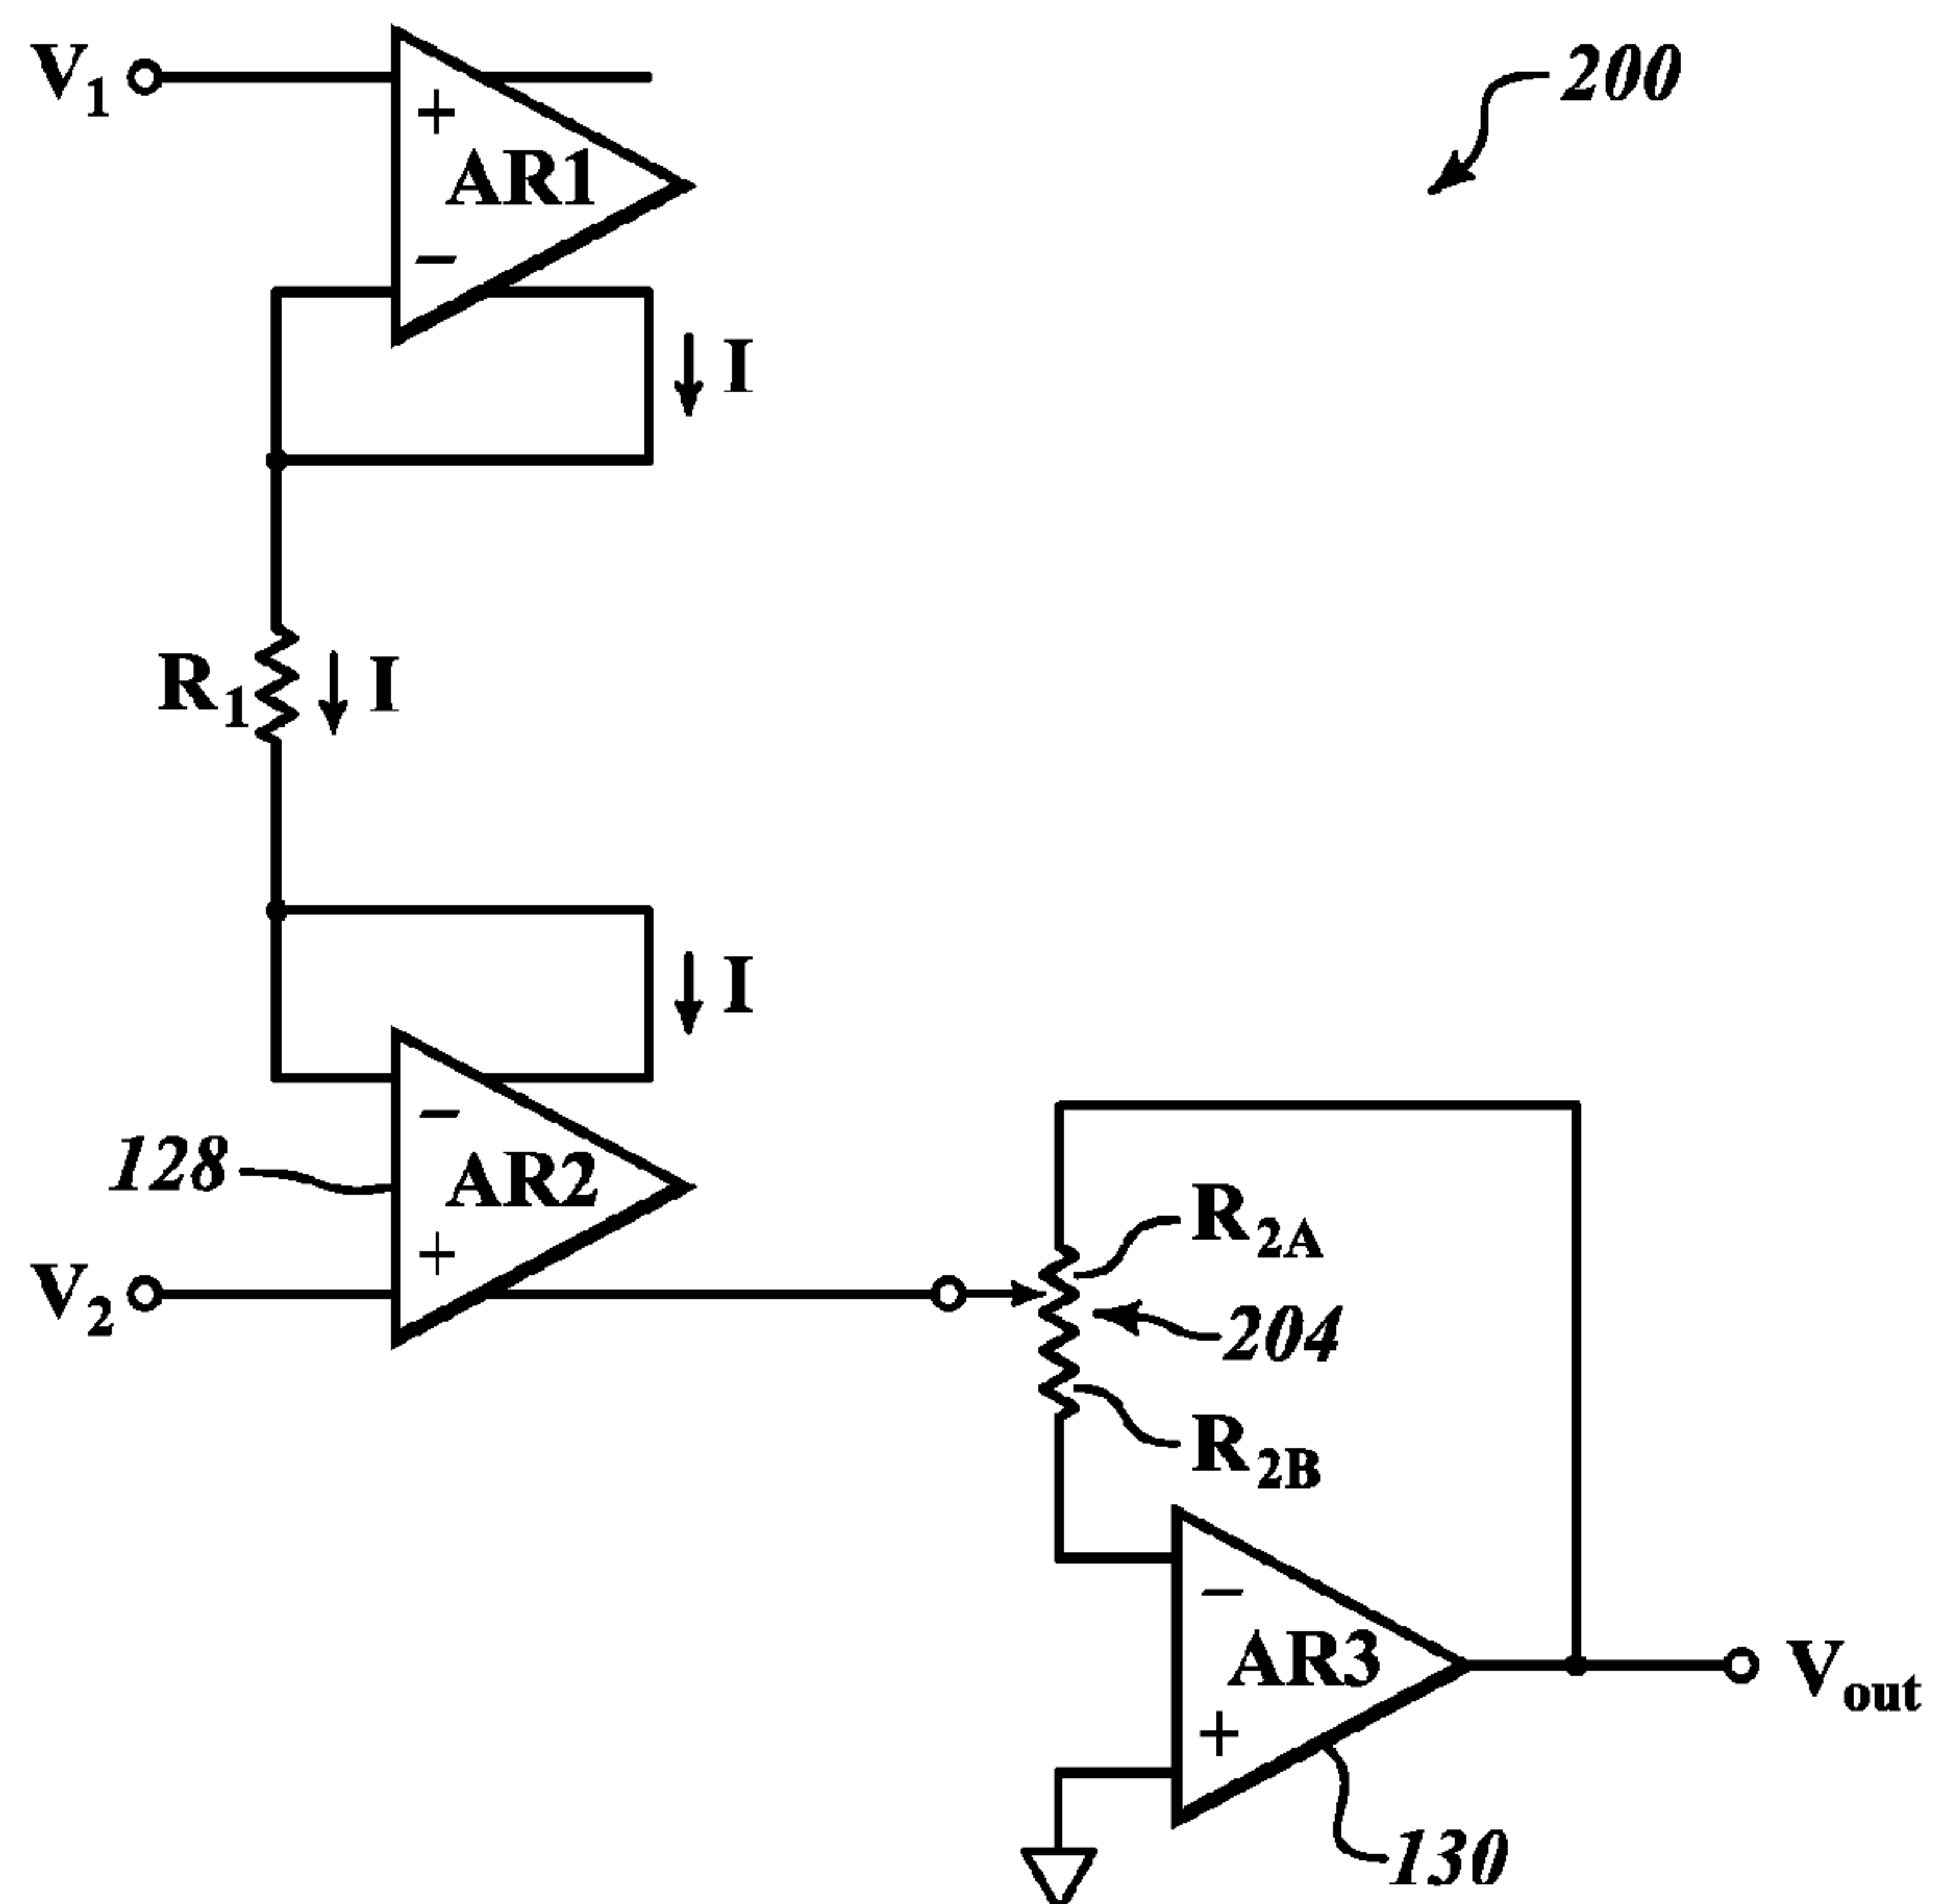 V1
+
AR1
−
200
I
R1
I
I
−
128
AR2
+
V2
R2A
204
R2B
−
AR3
+
Vout
130